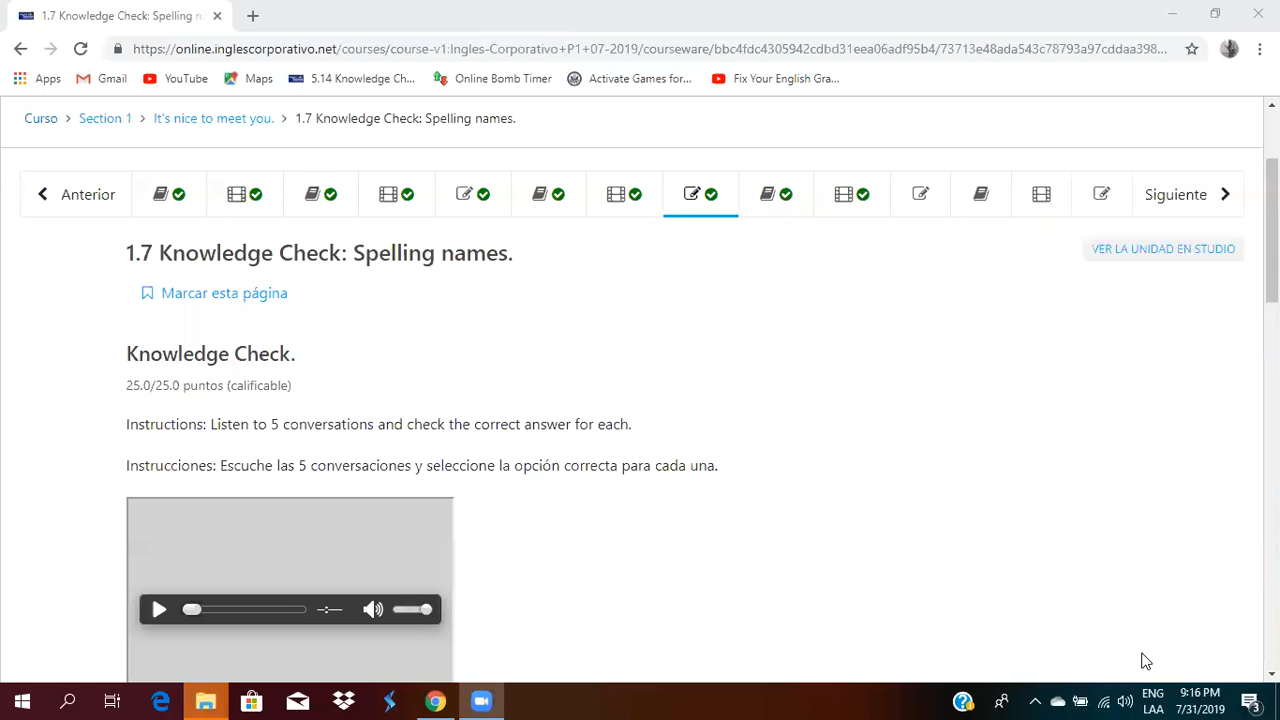 1.7 Knowledge Check: Spelling n
https://online.inglescorporativo.net/courses/course-v1:Ingles-Corporativo+P1+07-2019/courseware/bbc4fdc4305942cdbd31eea06adf95b4/73713e48ada543c78793a97cddaa398...
Apps Gmail YouTube Maps 5.14 Knowledge Ch... Online Bomb Timer Activate Games for... Fix Your English Gra...
Curso > Section 1 > It's nice to meet you. > 1.7 Knowledge Check: Spelling names.
Anterior Siguiente
1.7 Knowledge Check: Spelling names.
VER LA UNIDAD EN STUDIO
Marcar esta página
Knowledge Check.
25.0/25.0 puntos (calificable)
Instructions: Listen to 5 conversations and check the correct answer for each.
Instrucciones: Escuche las 5 conversaciones y seleccione la opción correcta para cada una.
-:--
ENG 9:16 PM
LAA 7/31/2019 3